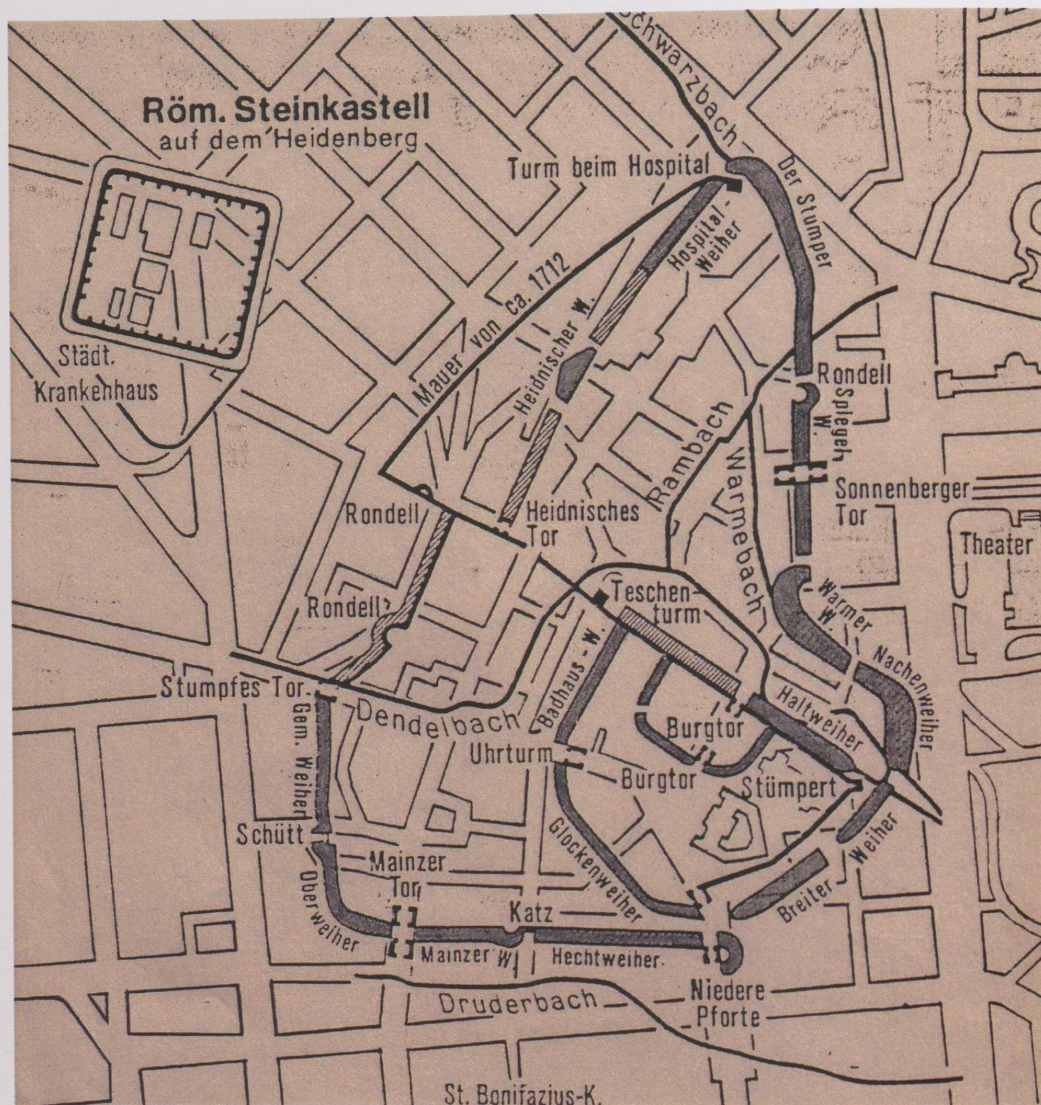 Schwarzbach
Röm. Steinkastell
auf dem Heidenberg
Turm beim Hospital
Der Stumper
Hospital-
Weiher
Mauer von ca. 1712
Heidnischer W.
Städt.
Krankenhaus
Rondell
Spiegel-
W.
Rambach
Warmebach
Sonnenberger
Tor
Rondell
Heidnisches
Tor
Theater
Rondell
Teschen-
turm
Warmer
W.
Nachenweiher
Stumpfes Tor
Dendelbach
Badhaus-W.
Haltweiher
Gem. Weiher
Burgtor
Uhrturm
Burgtor
Stümpert
Schütt
Glockenweiher
Weiher
Mainzer
Tor
Breiter
Oberweiher
Katz
Mainzer W.
Hechtweiher
Druderbach
Niedere
Pforte
St. Bonifazius-K.